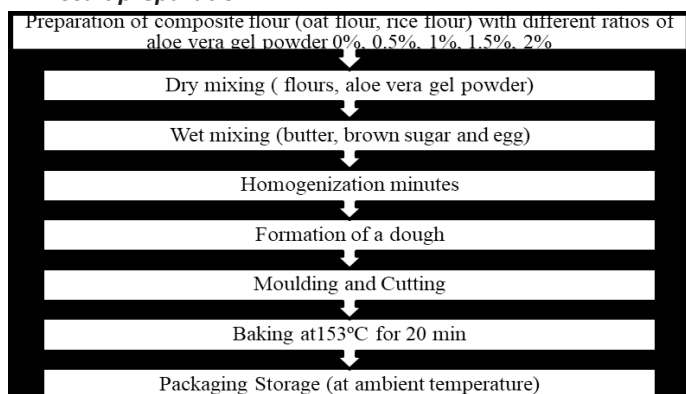 Preparation of composite flour (oat flour, rice flour) with different ratios of
aloe vera gel powder 0%, 0.5%, 1%, 1.5%, 2%
Dry mixing ( flours, aloe vera gel powder)
Wet mixing (butter, brown sugar and egg)
Homogenization minutes
Formation of a dough
Moulding and Cutting
Baking at153ºC for 20 min
Packaging Storage (at ambient temperature)